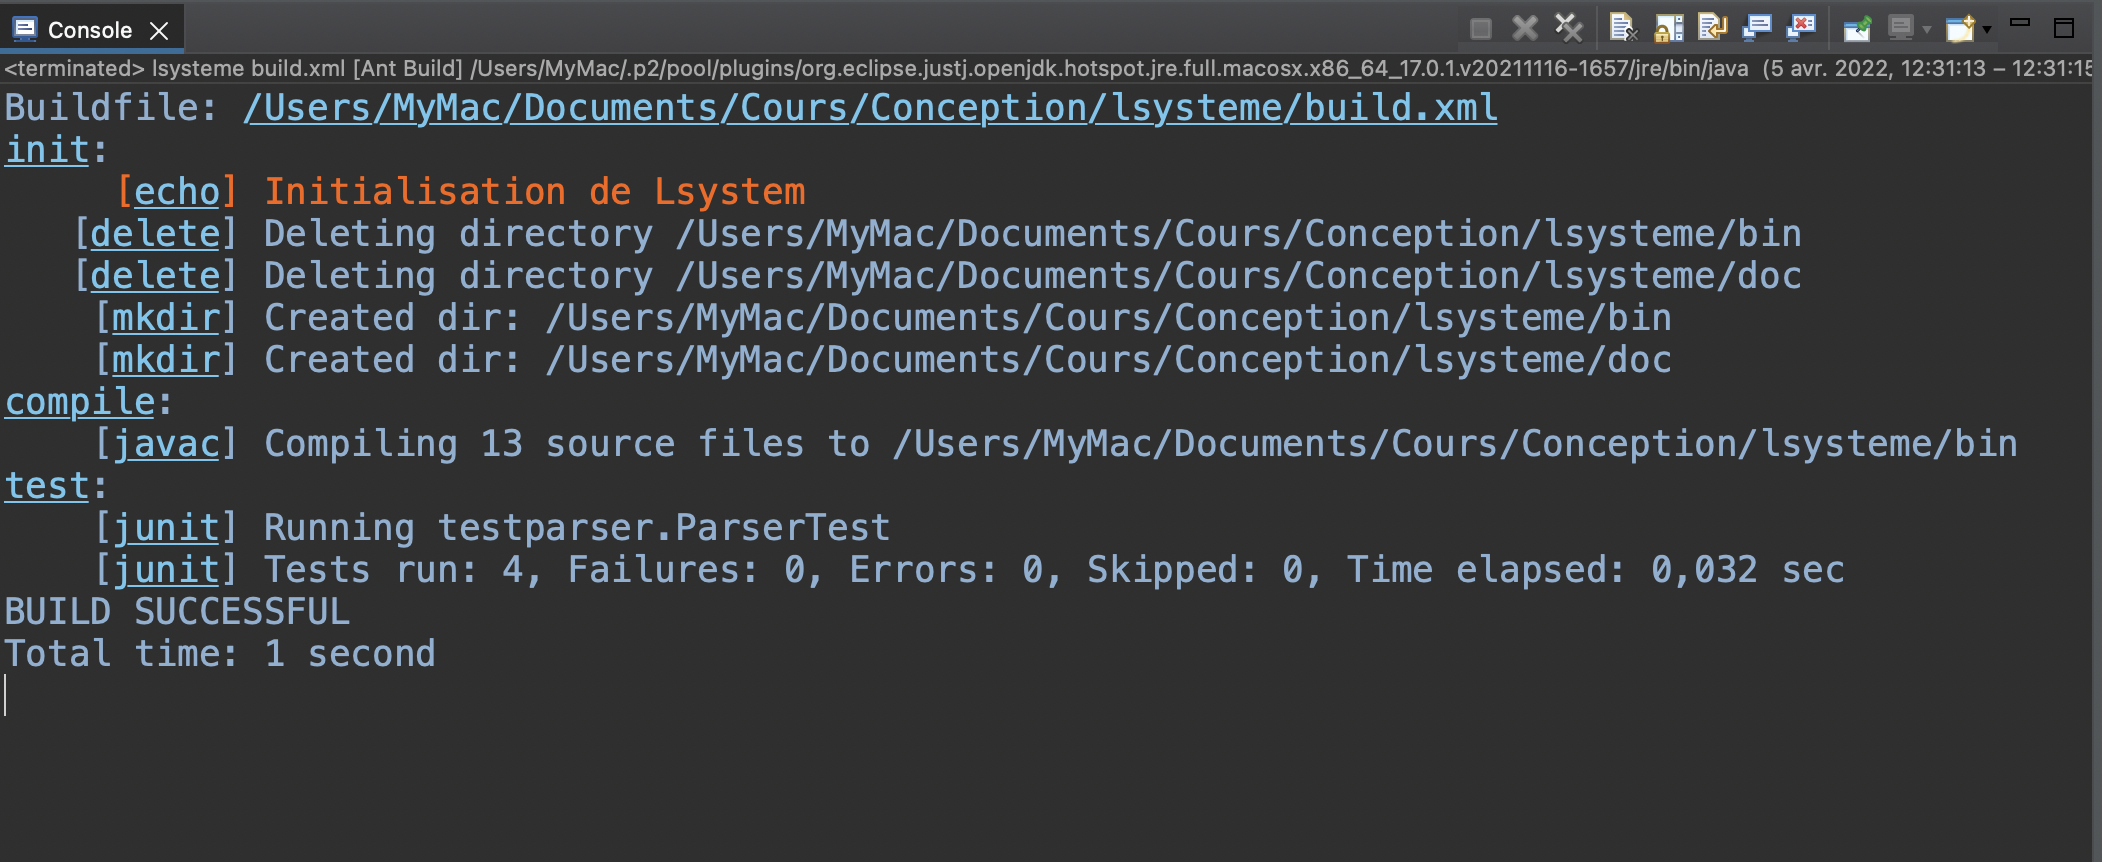 Console
<terminated> lsysteme build.xml [Ant Build] /Users/MyMac/.p2/pool/plugins/org.eclipse.justj.openjdk.hotspot.jre.full.macosx.x86_64_17.0.1.v20211116-1657/jre/bin/java (5 avr. 2022, 12:31:13 – 12:31:15
Buildfile: /Users/MyMac/Documents/Cours/Conception/lsysteme/build.xml
init:
[echo] Initialisation de Lsystem
[delete] Deleting directory /Users/MyMac/Documents/Cours/Conception/lsysteme/bin
[delete] Deleting directory /Users/MyMac/Documents/Cours/Conception/lsysteme/doc
[mkdir] Created dir: /Users/MyMac/Documents/Cours/Conception/lsysteme/bin
[mkdir] Created dir: /Users/MyMac/Documents/Cours/Conception/lsysteme/doc
compile:
[javac] Compiling 13 source files to /Users/MyMac/Documents/Cours/Conception/lsysteme/bin
test:
[junit] Running testparser.ParserTest
[junit] Tests run: 4, Failures: 0, Errors: 0, Skipped: 0, Time elapsed: 0,032 sec
BUILD SUCCESSFUL
Total time: 1 second